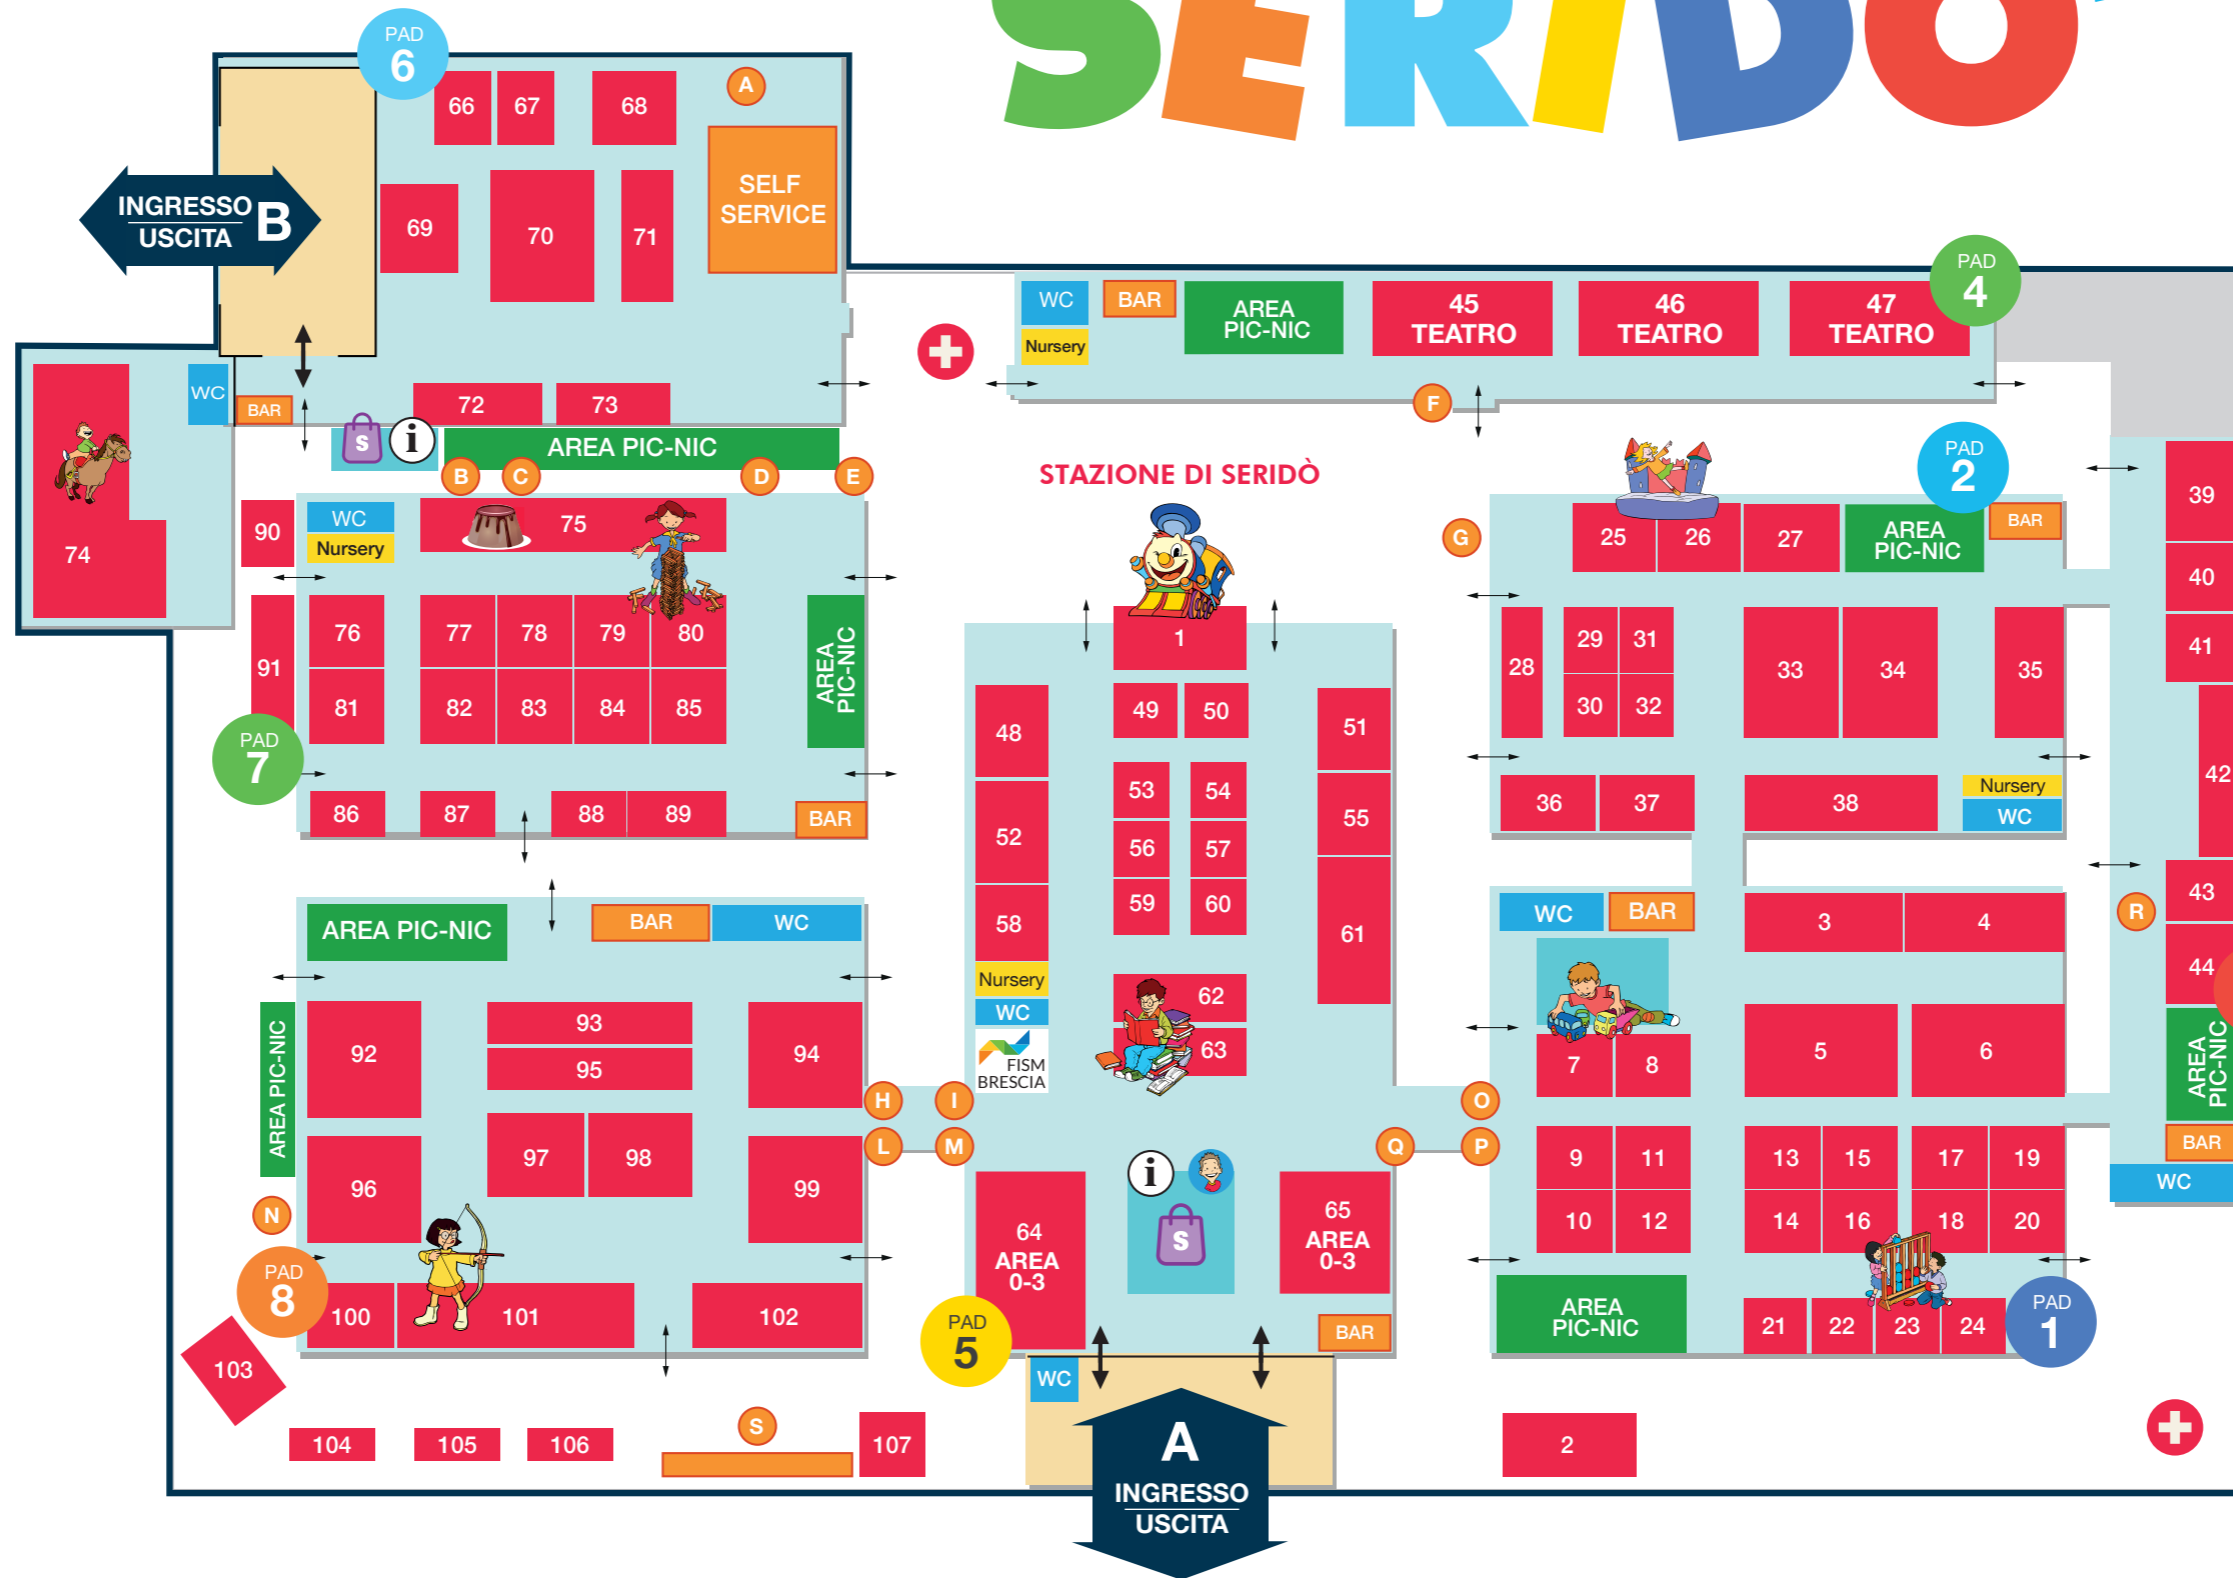 SERIDÒ
PAD
6
66
67
68
A
SELF
SERVICE
69
70
71
INGRESSO
USCITA
B
WC
BAR
72
73
S
i
AREA PIC-NIC
B
C
D
E
74
WC
Nursery
BAR
AREA
PIC-NIC
45
TEATRO
46
TEATRO
47
TEATRO
PAD
4
F
STAZIONE DI SERIDÒ
90
WC
Nursery
75
91
76
77
78
79
80
81
82
83
84
85
AREA
PIC-NIC
PAD
7
86
87
88
89
BAR
G
25
26
27
AREA
PIC-NIC
PAD
2
BAR
28
29
31
30
32
33
34
35
36
37
38
Nursery
WC
39
40
41
42
43
R
44
AREA
PIC-NIC
BAR
WC
1
48
49
50
51
52
53
54
55
56
57
58
59
60
61
Nursery
WC
FISM
BRESCIA
62
63
AREA PIC-NIC
BAR
WC
AREA PIC-NIC
92
93
94
95
96
97
98
99
H
I
L
M
N
PAD
8
100
101
102
103
104
105
106
S
107
i
S
64
AREA
0-3
65
AREA
0-3
PAD
5
BAR
WC
A
INGRESSO
USCITA
Q
O
P
WC
BAR
3
4
5
6
7
8
9
11
13
15
17
19
10
12
14
16
18
20
AREA
PIC-NIC
21
22
23
24
PAD
1
2